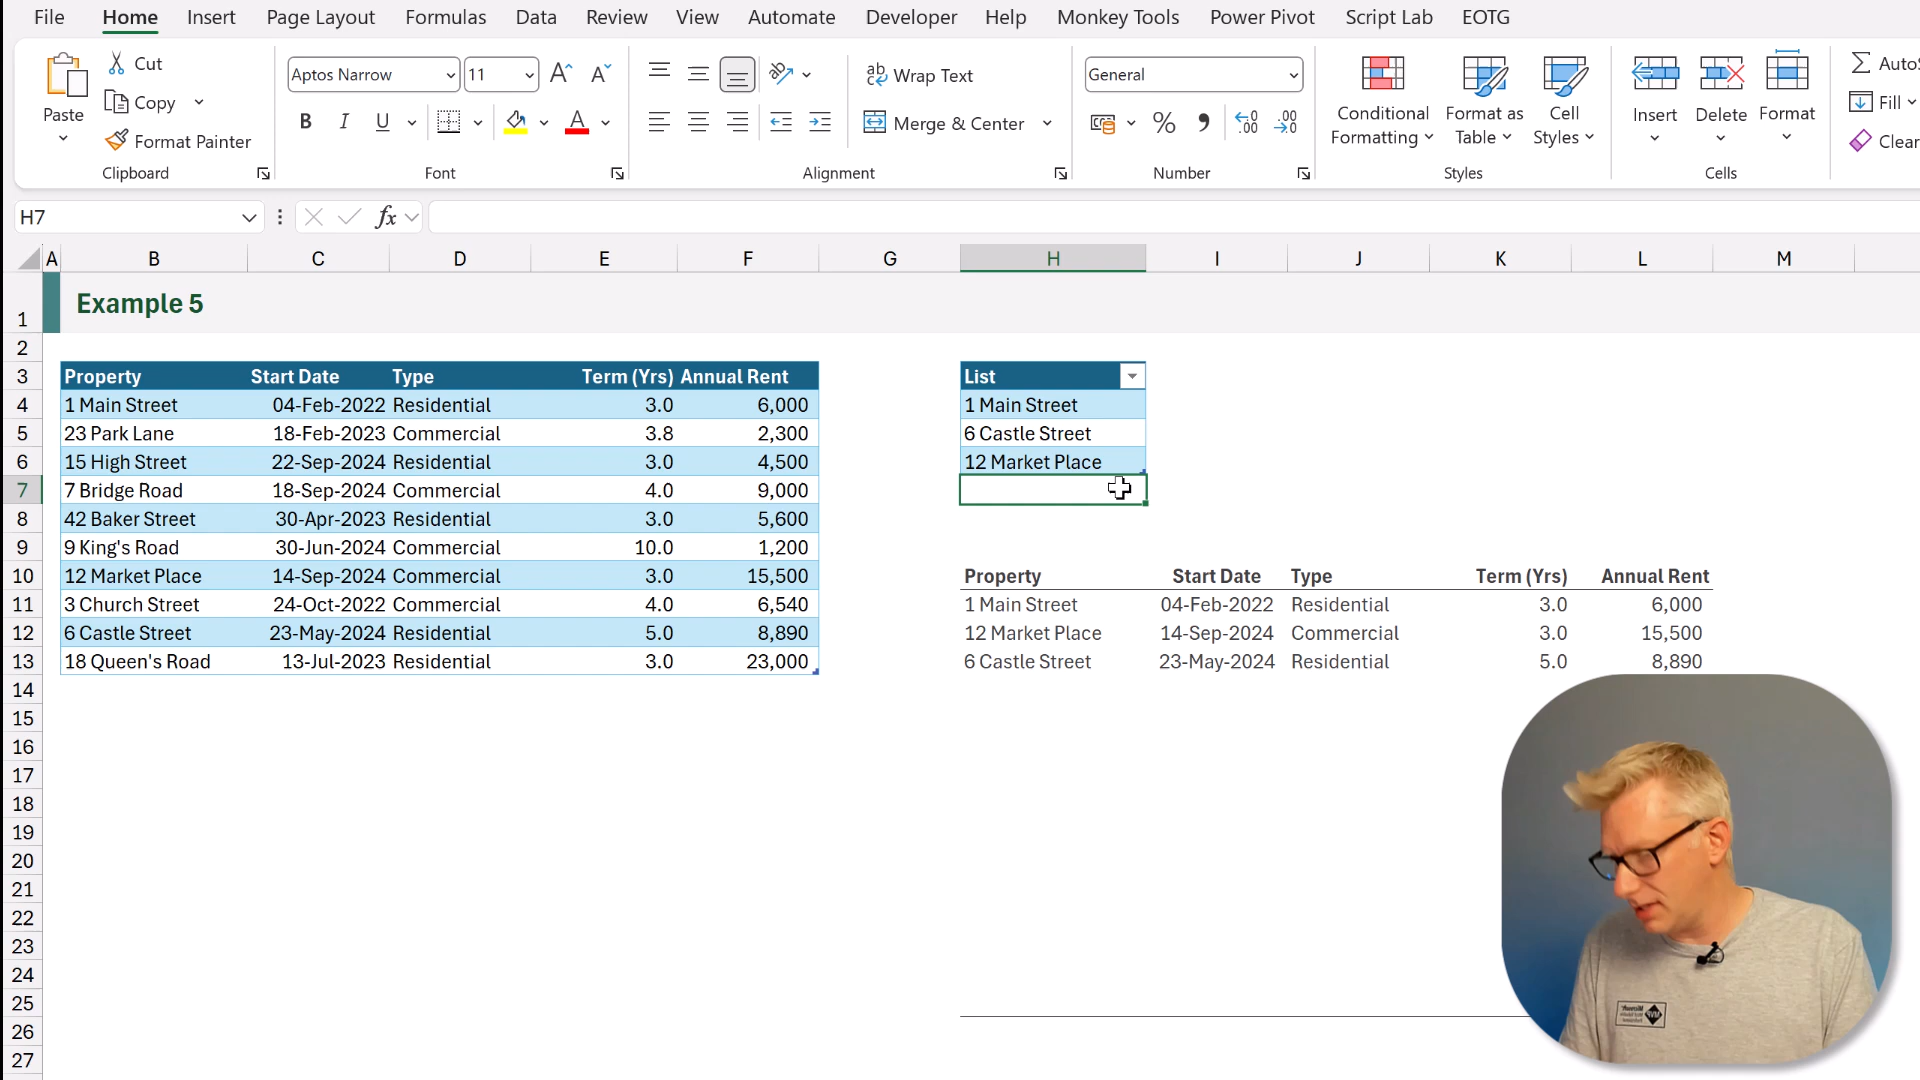 File Home Insert Page Layout Formulas Data Review View Automate Developer Help Monkey Tools Power Pivot Script Lab EOTG
Paste
Cut
Copy
Format Painter
Clipboard
Aptos Narrow 11
B I U
Font
Wrap Text
Merge & Center
Alignment
General
Number
Conditional Formatting
Format as Table
Cell Styles
Styles
Insert Delete Format
Cells
Fill
H7 fx
A B C D E F G H I J K L M
1 Example 5
2
3 Property Start Date Type Term (Yrs) Annual Rent List
4 1 Main Street 04-Feb-2022 Residential 3.0 6,000 1 Main Street
5 23 Park Lane 18-Feb-2023 Commercial 3.8 2,300 6 Castle Street
6 15 High Street 22-Sep-2024 Residential 3.0 4,500 12 Market Place
7 7 Bridge Road 18-Sep-2024 Commercial 4.0 9,000
8 42 Baker Street 30-Apr-2023 Residential 3.0 5,600
9 9 King's Road 30-Jun-2024 Commercial 10.0 1,200
10 12 Market Place 14-Sep-2024 Commercial 3.0 15,500 Property Start Date Type Term (Yrs) Annual Rent
11 3 Church Street 24-Oct-2022 Commercial 4.0 6,540 1 Main Street 04-Feb-2022 Residential 3.0 6,000
12 6 Castle Street 23-May-2024 Residential 5.0 8,890 12 Market Place 14-Sep-2024 Commercial 3.0 15,500
13 18 Queen's Road 13-Jul-2023 Residential 3.0 23,000 6 Castle Street 23-May-2024 Residential 5.0 8,890
14
15
16
17
18
19
20
21
22
23
24
25
26
27